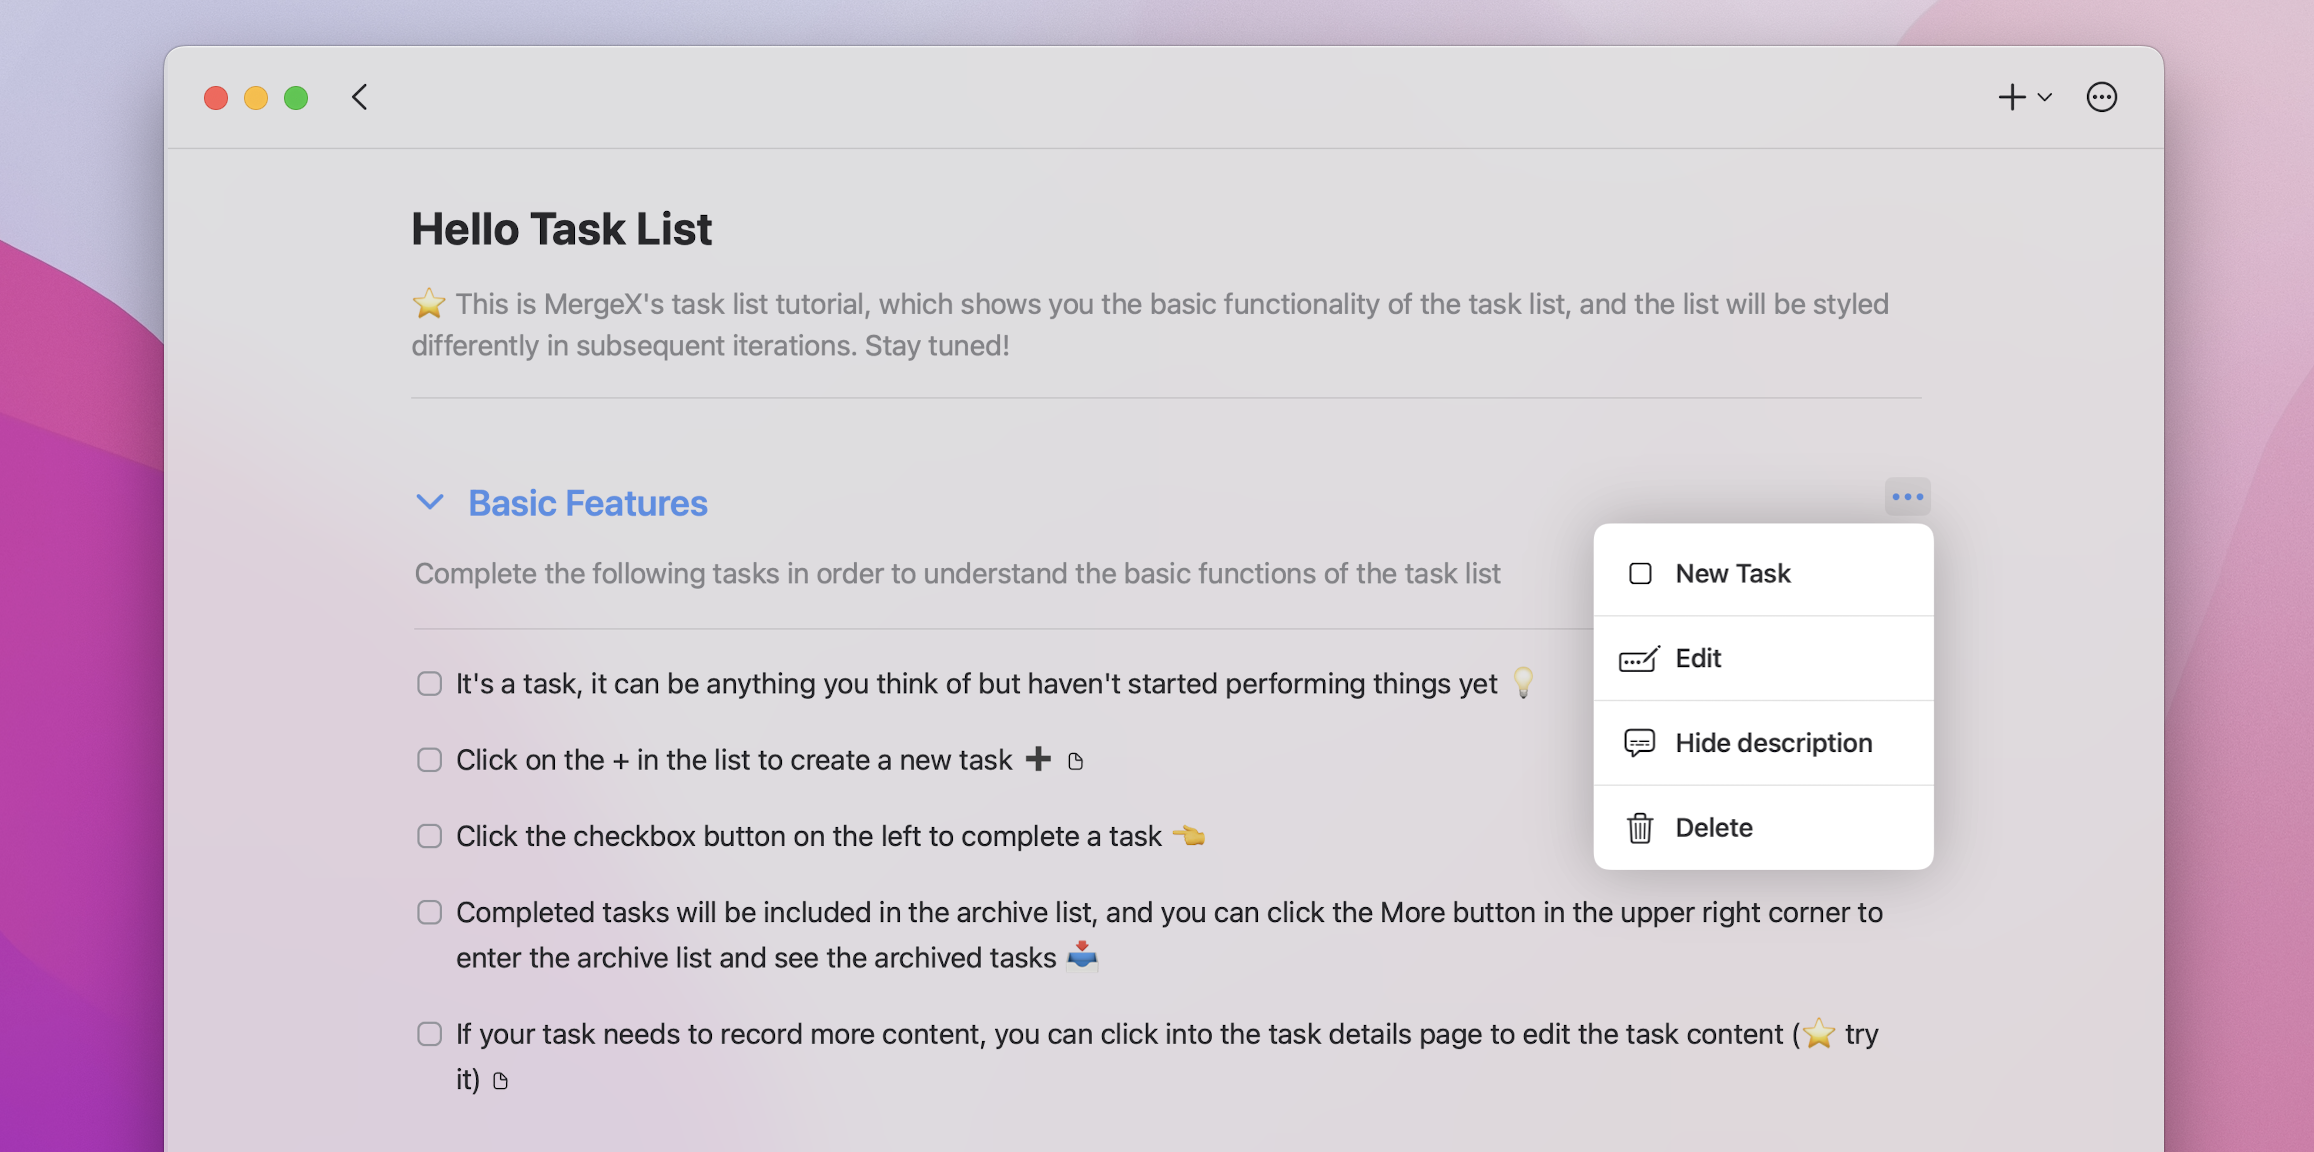 Hello Task List
⭐ This is MergeX's task list tutorial, which shows you the basic functionality of the task list, and the list will be styled
differently in subsequent iterations. Stay tuned!
Basic Features
Complete the following tasks in order to understand the basic functions of the task list
New Task
Edit
Hide description
Delete
It's a task, it can be anything you think of but haven't started performing things yet 💡
Click on the + in the list to create a new task ➕
Click the checkbox button on the left to complete a task 👈
Completed tasks will be included in the archive list, and you can click the More button in the upper right corner to
enter the archive list and see the archived tasks 📥
If your task needs to record more content, you can click into the task details page to edit the task content (⭐ try
it)